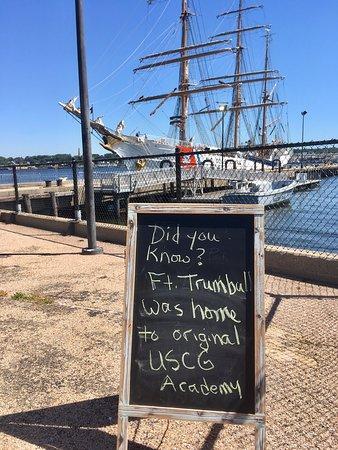 Did you
Know?
Ft. Trumbull
was home
to original
USCG
Academy